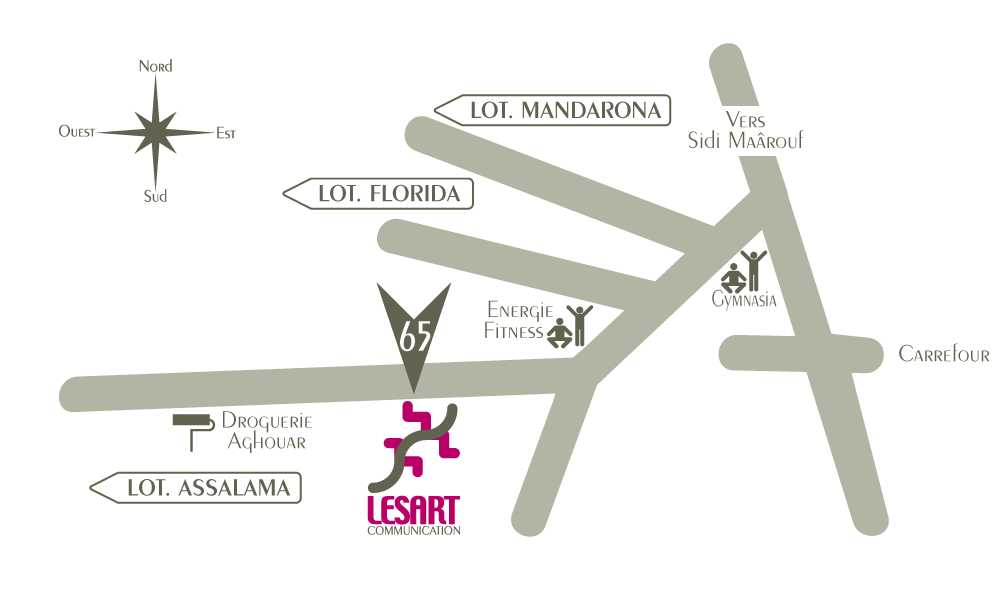 Nord
Ouest
Est
Sud
LOT. MANDARONA
Vers
Sidi Maârouf
LOT. FLORIDA
Gymnasia
Energie
Fitness
65
Carrefour
Droguerie
Aghouar
LOT. ASSALAMA
LESART
COMMUNICATION